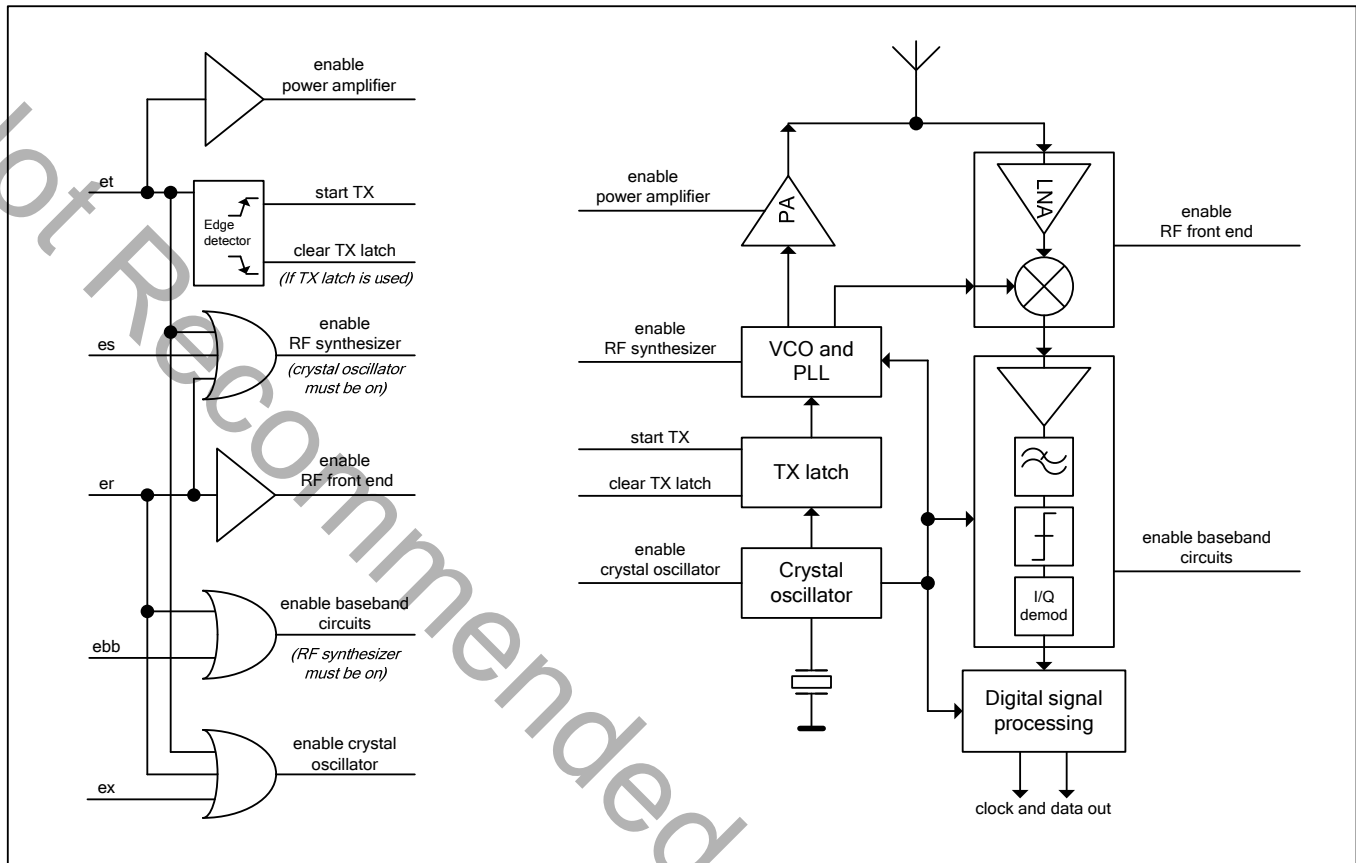 enable
power amplifier
et
Edge
detector
start TX
clear TX latch
(If TX latch is used)
es
enable
RF synthesizer
(crystal oscillator
must be on)
er
enable
RF front end
ebb
enable baseband
circuits
(RF synthesizer
must be on)
ex
enable crystal
oscillator
enable
power amplifier
PA
LNA
enable
RF front end
enable
RF synthesizer
VCO and
PLL
start TX
clear TX latch
TX latch
enable
crystal oscillator
Crystal
oscillator
I/Q
demod
enable baseband
circuits
Digital signal
processing
clock and data out
Recommended